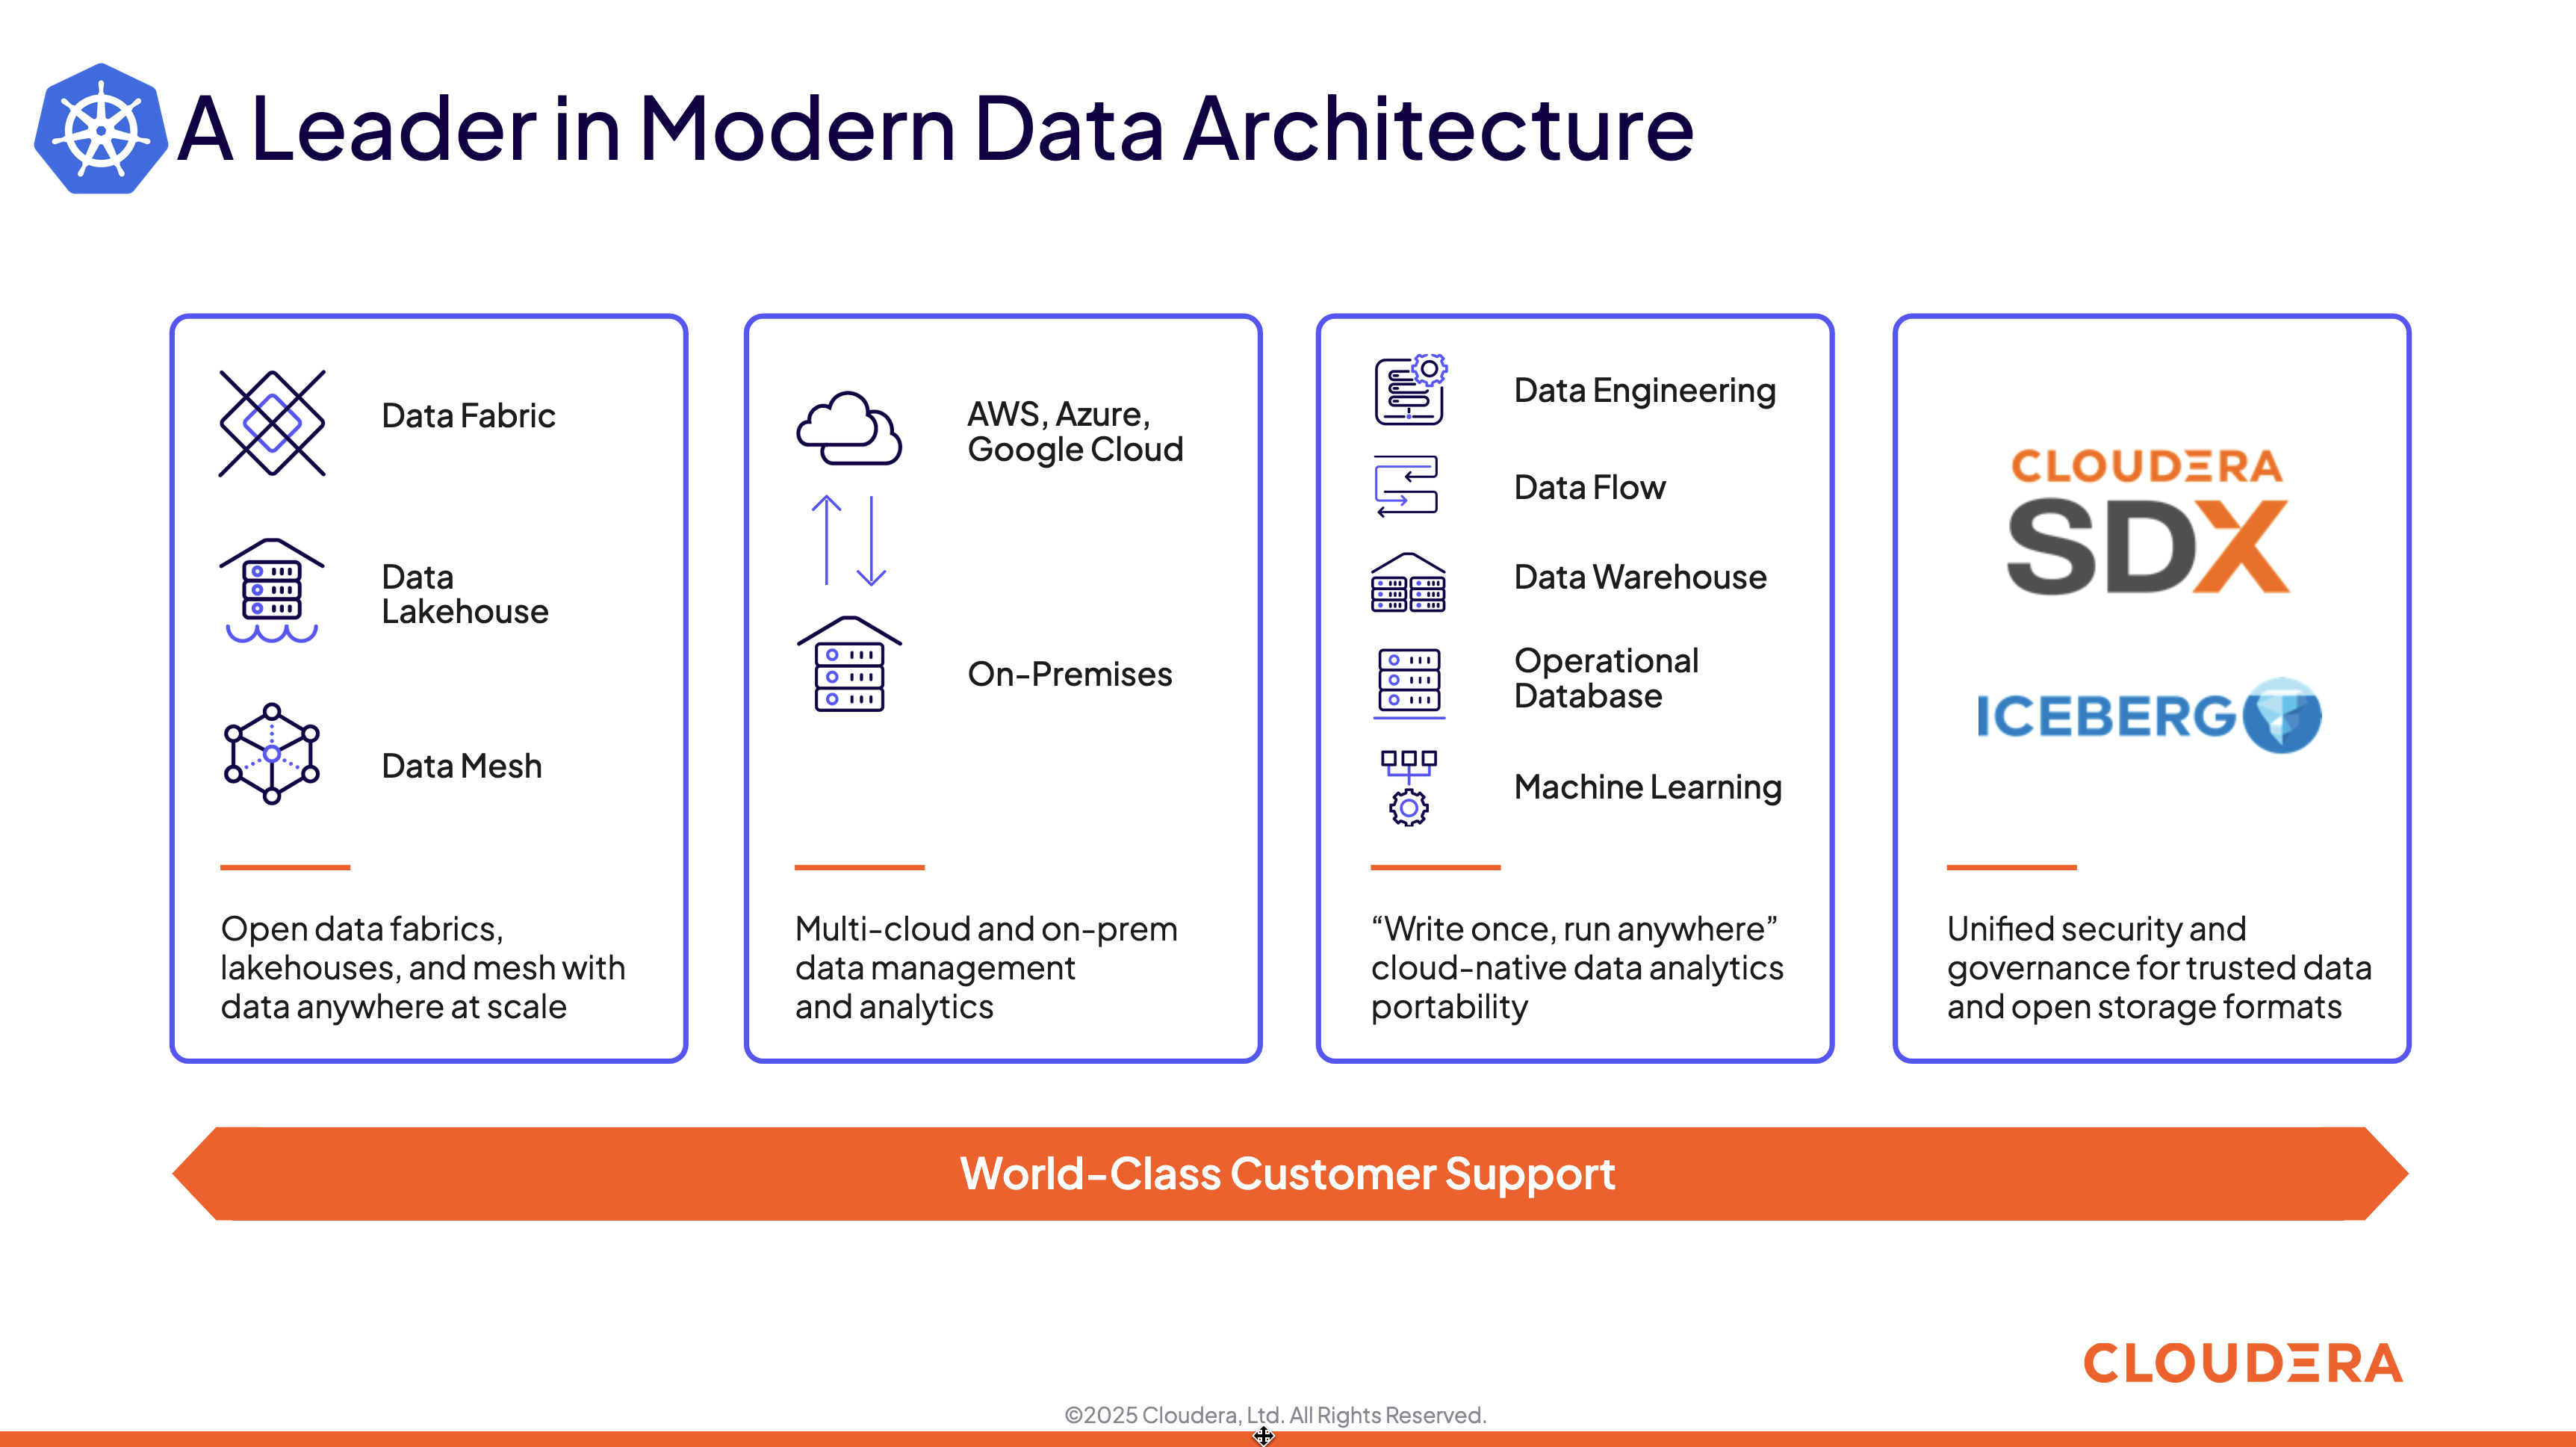 A Leader in Modern Data Architecture
Data Fabric
Data
Lakehouse
Data Mesh
Open data fabrics,
lakehouses, and mesh with
data anywhere at scale
AWS, Azure,
Google Cloud
On-Premises
Multi-cloud and on-prem
data management
and analytics
Data Engineering
Data Flow
Data Warehouse
Operational
Database
Machine Learning
“Write once, run anywhere”
cloud-native data analytics
portability
CLOUDERA
SDX
ICEBERG
Unified security and
governance for trusted data
and open storage formats
World-Class Customer Support
CLOUDERA
©2025 Cloudera, Ltd. All Rights Reserved.